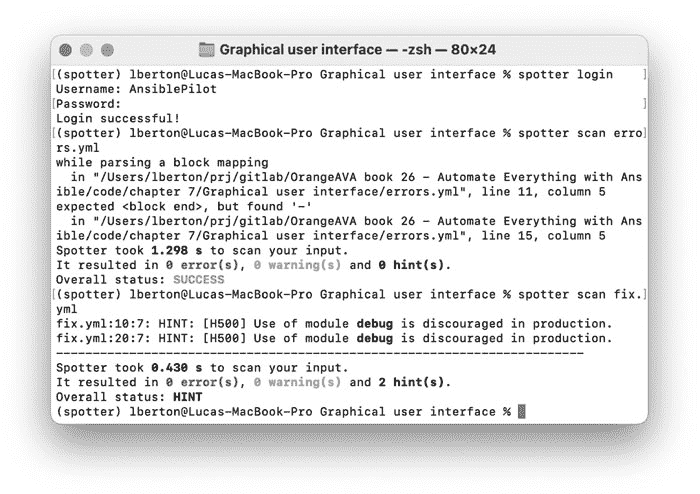 Graphical user interface — -zsh — 80×24
[(spotter) lberton@Lucas-MacBook-Pro Graphical user interface % spotter login ]
Username: AnsiblePilot
[Password: ]
Login successful!
[(spotter) lberton@Lucas-MacBook-Pro Graphical user interface % spotter scan erro]
rs.yml
while parsing a block mapping
in "/Users/lberton/prj/gitlab/OrangeAVA book 26 - Automate Everything with Ans
ible/code/chapter 7/Graphical user interface/errors.yml", line 11, column 5
expected <block end>, but found '-'
in "/Users/lberton/prj/gitlab/OrangeAVA book 26 - Automate Everything with Ans
ible/code/chapter 7/Graphical user interface/errors.yml", line 15, column 5
Spotter took 1.298 s to scan your input.
It resulted in 0 error(s), 0 warning(s) and 0 hint(s).
Overall status: SUCCESS
[(spotter) lberton@Lucas-MacBook-Pro Graphical user interface % spotter scan fix.]
yml
fix.yml:10:7: HINT: [H500] Use of module debug is discouraged in production.
fix.yml:20:7: HINT: [H500] Use of module debug is discouraged in production.
------------------------------------------------------------------------
Spotter took 0.430 s to scan your input.
It resulted in 0 error(s), 0 warning(s) and 2 hint(s).
Overall status: HINT
(spotter) lberton@Lucas-MacBook-Pro Graphical user interface %